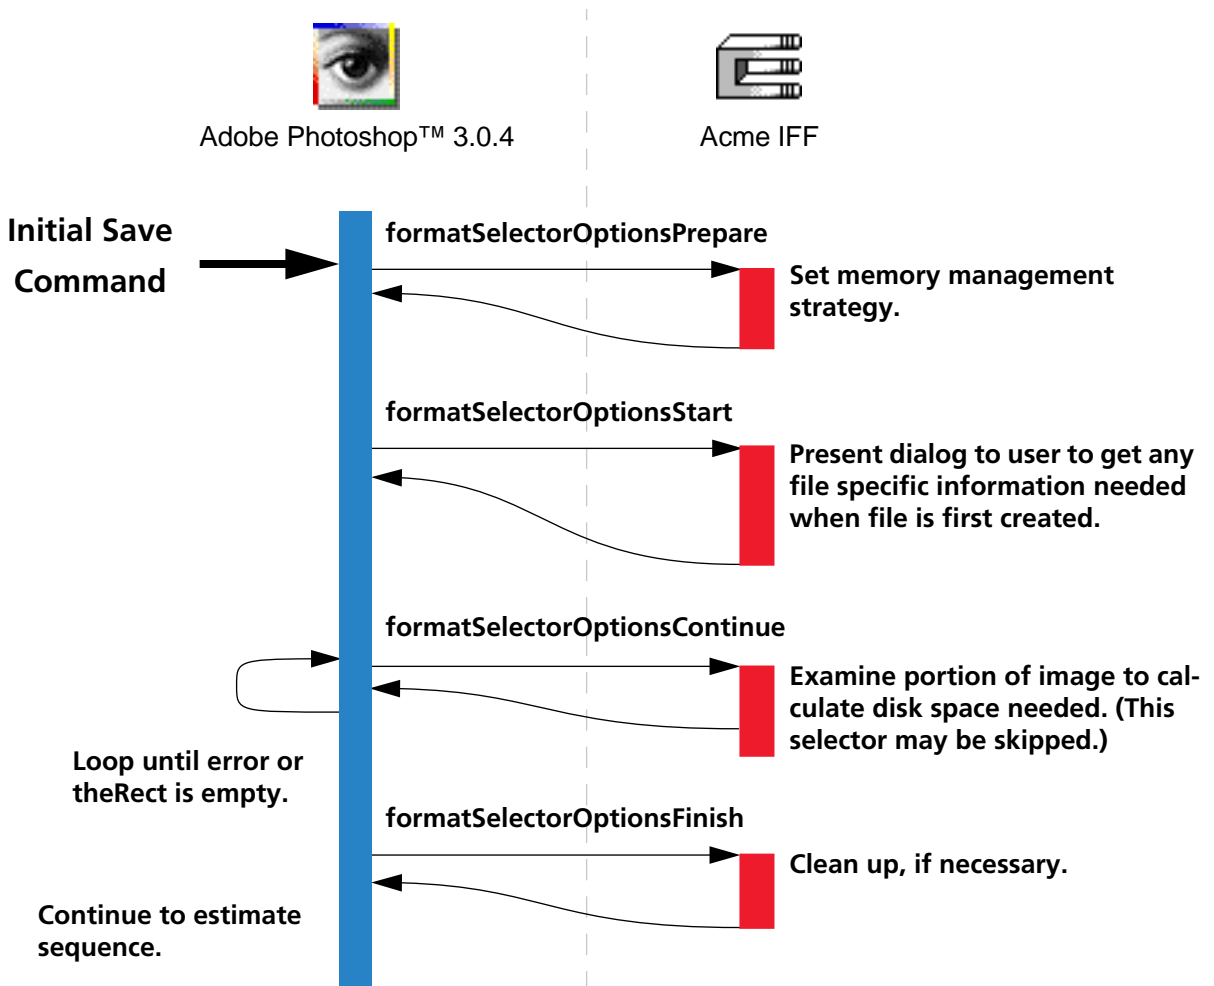 Adobe Photoshop™ 3.0.4
Acme IFF
Initial Save
Command
formatSelectorOptionsPrepare
Set memory management
strategy.
formatSelectorOptionsStart
Present dialog to user to get any
file specific information needed
when file is first created.
formatSelectorOptionsContinue
Examine portion of image to cal-
culate disk space needed. (This
selector may be skipped.)
Loop until error or
theRect is empty.
formatSelectorOptionsFinish
Clean up, if necessary.
Continue to estimate
sequence.